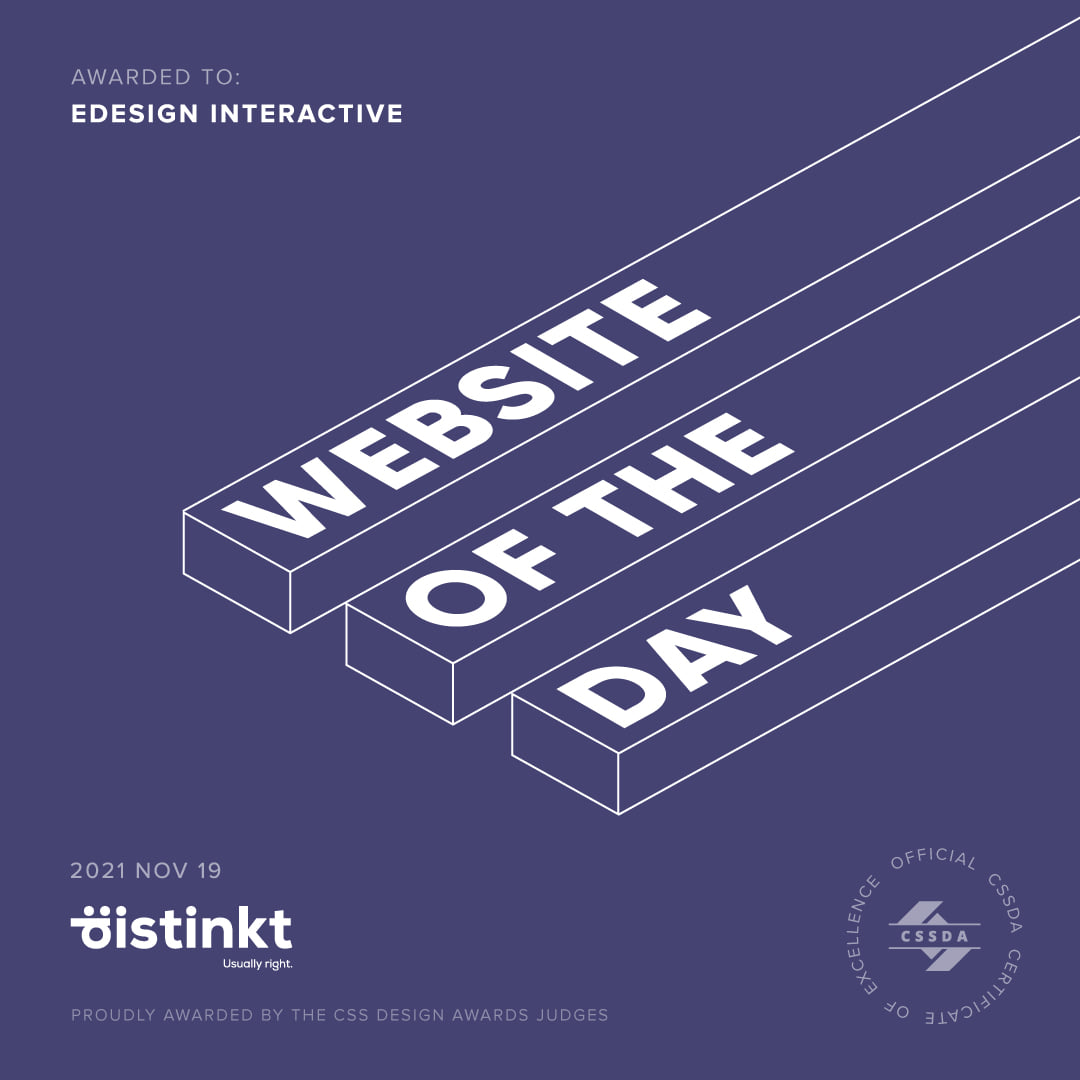 AWARDED TO:
EDESIGN INTERACTIVE
WEBSITE
OF THE
DAY
2021 NOV 19
distinkt
Usually right.
PROUDLY AWARDED BY THE CSS DESIGN AWARDS JUDGES
OFFICIAL CSSDA CERTIFICATE OF EXCELLENCE
CSSDA